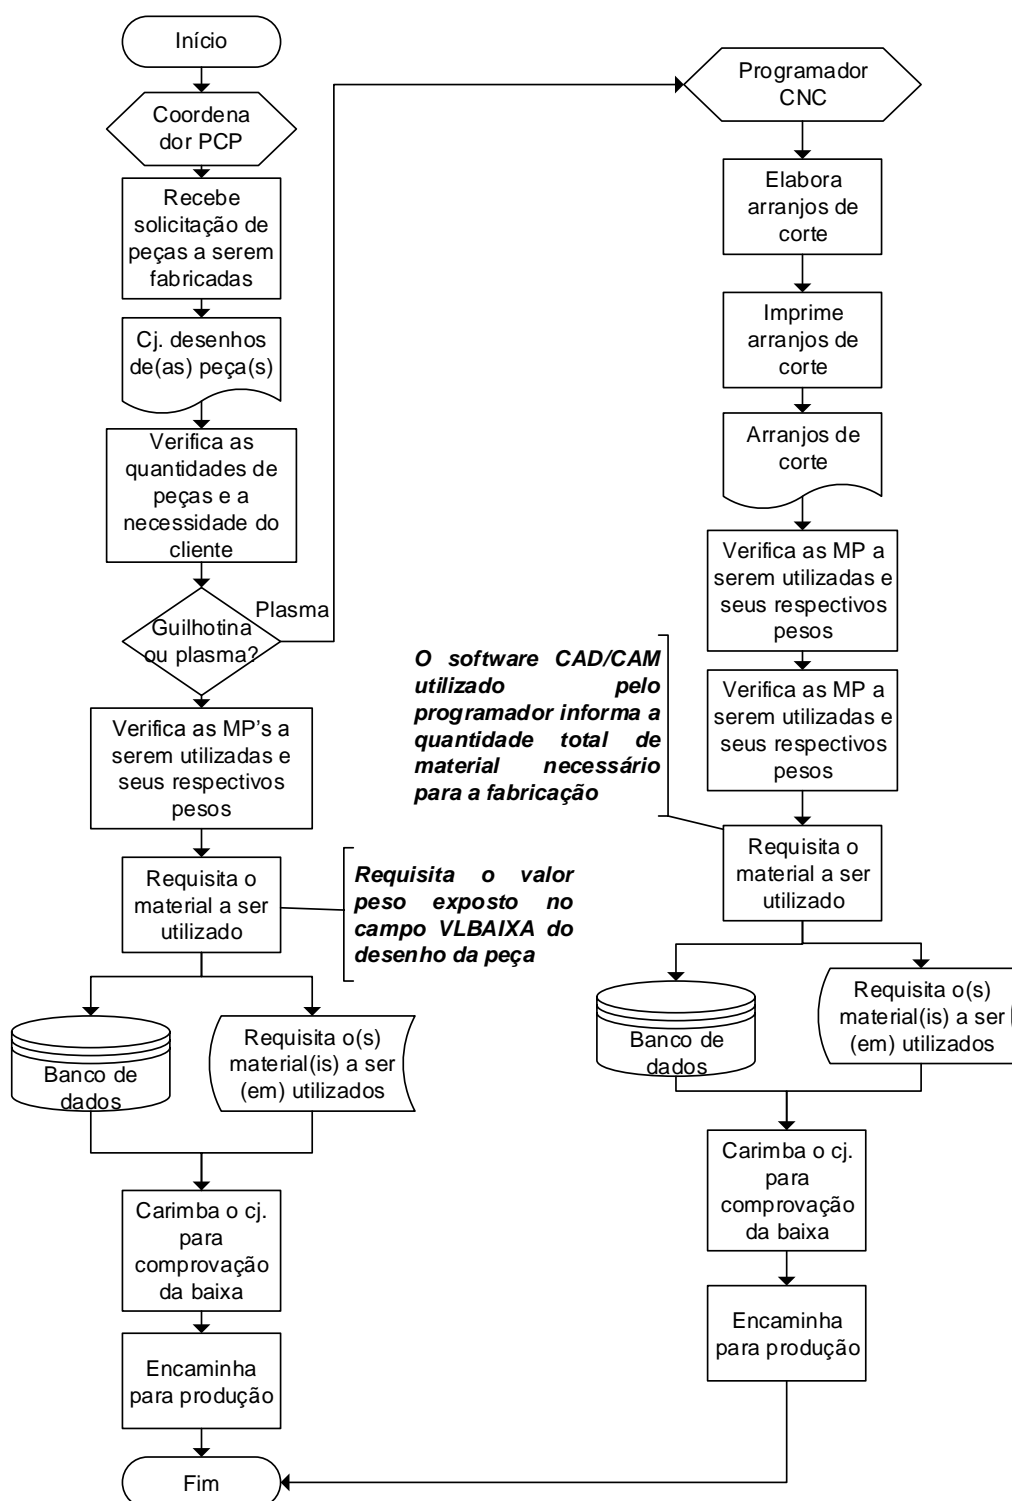 Início
Coordena
dor PCP
Recebe
solicitação de
peças a serem
fabricadas
Cj. desenhos
de(as) peça(s)
Verifica as
quantidades de
peças e a
necessidade do
cliente
Guilhotina
ou plasma?
Plasma
Verifica as MP's a
serem utilizadas e
seus respectivos
pesos
Requisita o
material a ser
utilizado
Requisita o valor
peso exposto no
campo VLBAIXA do
desenho da peça
Banco de
dados
Requisita o(s)
material(is) a ser
(em) utilizados
Carimba o cj.
para
comprovação
da baixa
Encaminha
para produção
Fim
Programador
CNC
Elabora
arranjos de
corte
Imprime
arranjos de
corte
Arranjos de
corte
Verifica as MP a
serem utilizadas e
seus respectivos
pesos
Verifica as MP a
serem utilizadas e
seus respectivos
pesos
O software CAD/CAM
utilizado pelo
programador informa a
quantidade total de
material necessário
para a fabricação
Requisita o
material a ser
utilizado
Banco de
dados
Requisita o(s)
material(is) a ser
(em) utilizados
Carimba o cj.
para
comprovação
da baixa
Encaminha
para produção